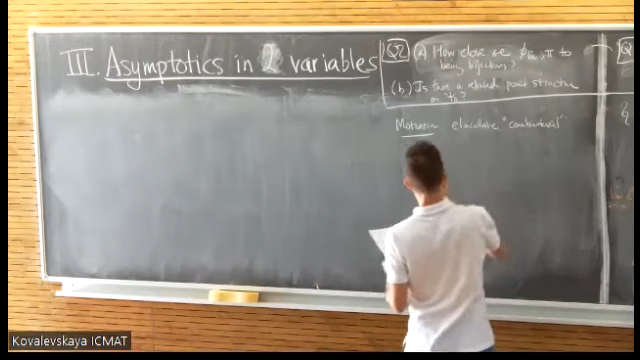 III. Asymptotics in 2 variables
Q2 (a) How close are to
being bijections?
(b) Is there a related poset structure
on
Motivation elucidate "combinatorial"
Kovalevskaya ICMAT